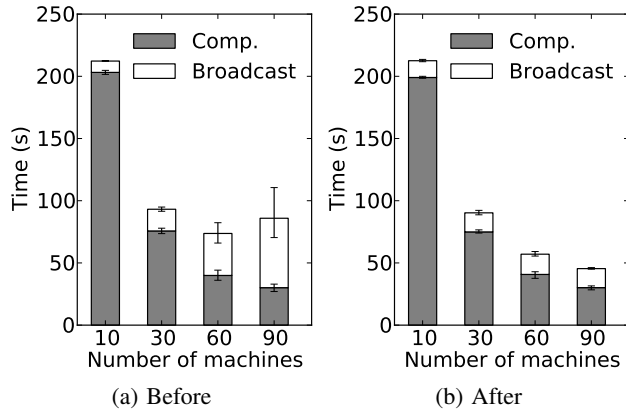 250
200
150
100
50
0
Time (s)
Comp.
Broadcast
10 30 60 90
Number of machines
(a) Before
250
200
150
100
50
0
Time (s)
Comp.
Broadcast
10 30 60 90
Number of machines
(b) After